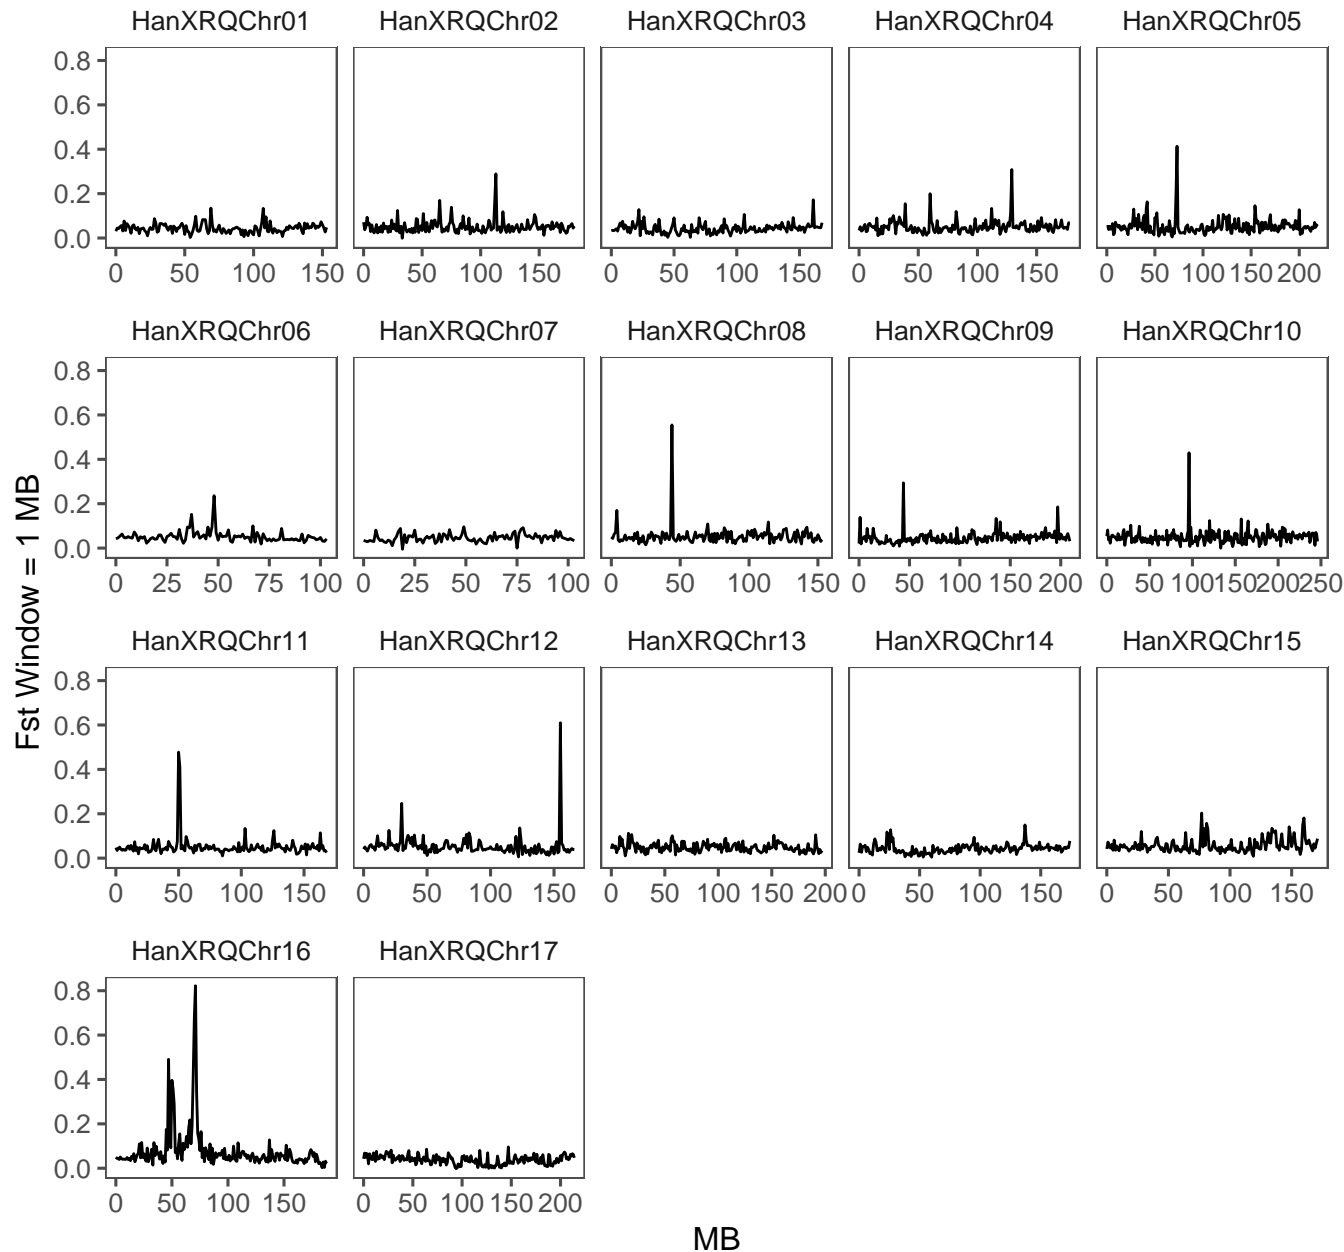 HanXRQChr01 HanXRQChr02 HanXRQChr03 HanXRQChr04 HanXRQChr05
0.8
0.6
0.4
0.2
0.0
0 50 100 150 0 50 100 150 0 50 100 150 0 50 100 150 0 50 100 150 200
HanXRQChr06 HanXRQChr07 HanXRQChr08 HanXRQChr09 HanXRQChr10
0.8
0.6
0.4
0.2
0.0
0 25 50 75 100 0 25 50 75 100 0 50 100 150 0 50 100 150 200 0 50 100 150 200 250
Fst Window = 1 MB
HanXRQChr11 HanXRQChr12 HanXRQChr13 HanXRQChr14 HanXRQChr15
0.8
0.6
0.4
0.2
0.0
0 50 100 150 0 50 100 150 0 50 100 150 200 0 50 100 150 0 50 100 150
HanXRQChr16 HanXRQChr17
0.8
0.6
0.4
0.2
0.0
0 50 100 150 0 50 100 150 200
MB